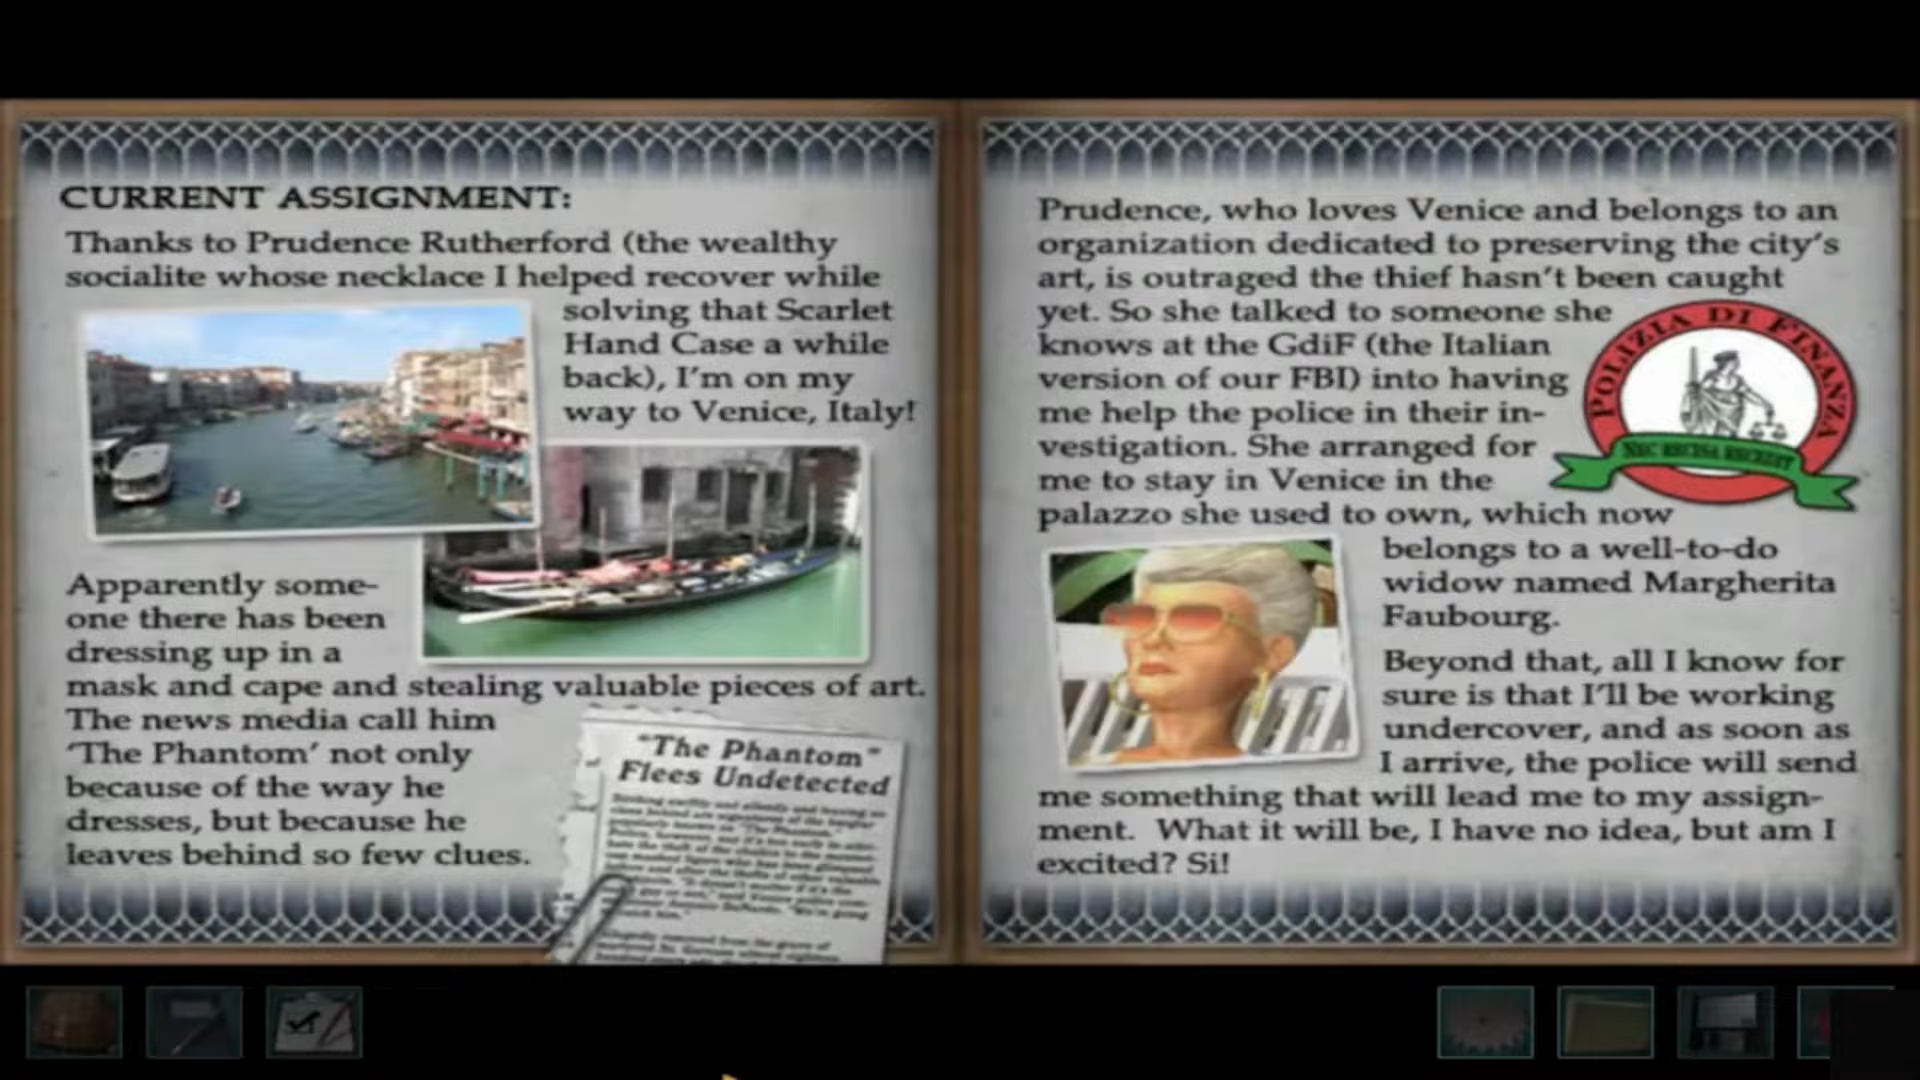 CURRENT ASSIGNMENT:
Thanks to Prudence Rutherford (the wealthy
socialite whose necklace I helped recover while
solving that Scarlet
Hand Case a while
back), I'm on my
way to Venice, Italy!
Apparently some-
one there has been
dressing up in a
mask and cape and stealing valuable pieces of art.
The news media call him
'The Phantom' not only
because of the way he
dresses, but because he
leaves behind so few clues.
"The Phantom"
Flees Undetected
Prudence, who loves Venice and belongs to an
organization dedicated to preserving the city's
art, is outraged the thief hasn't been caught
yet. So she talked to someone she
knows at the GdiF (the Italian
version of our FBI) into having
me help the police in their in-
vestigation. She arranged for
me to stay in Venice in the
palazzo she used to own, which now
belongs to a well-to-do
widow named Margherita
Faubourg.
Beyond that, all I know for
sure is that I'll be working
undercover, and as soon as
I arrive, the police will send
me something that will lead me to my assign-
ment. What it will be, I have no idea, but am I
excited? Si!
POLIZIA DI FINANZA
NEC RECISA RECEDIT